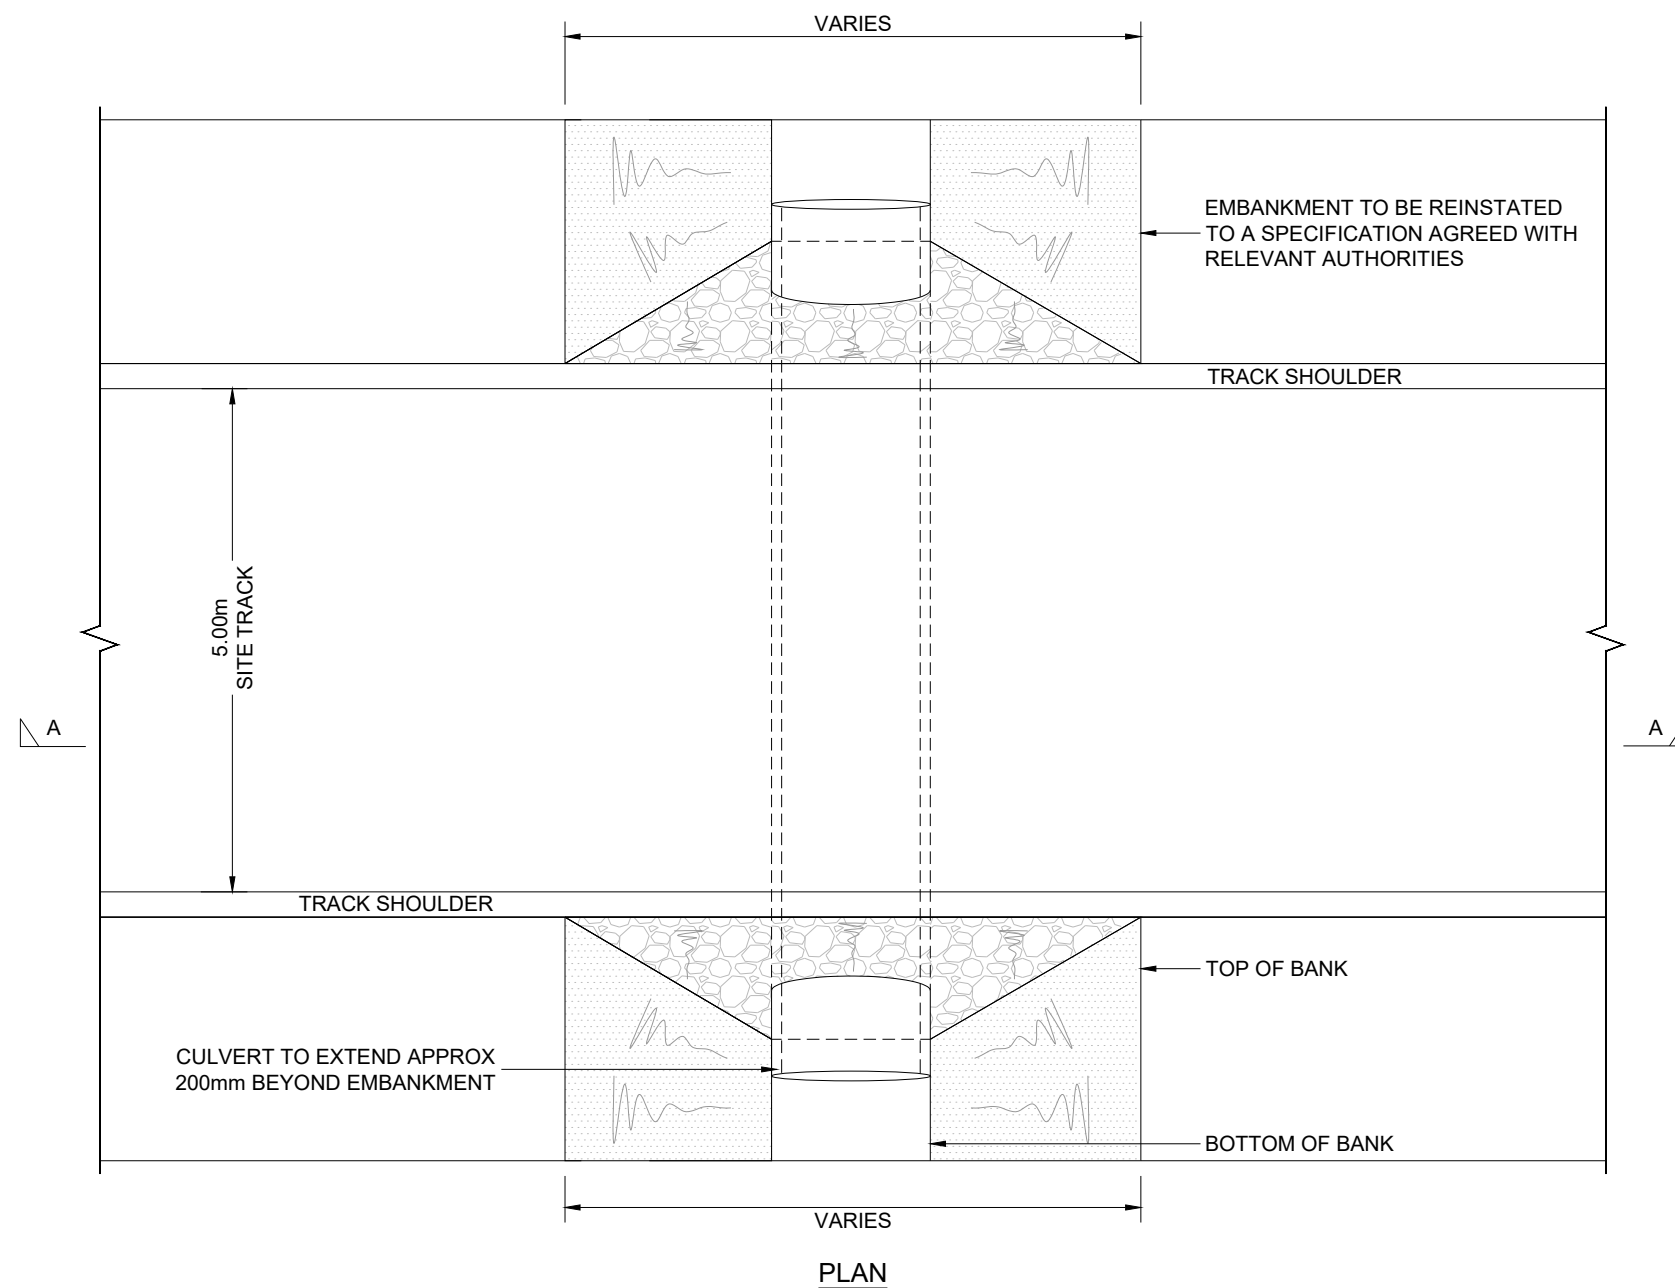 VARIES
EMBANKMENT TO BE REINSTATED
TO A SPECIFICATION AGREED WITH
RELEVANT AUTHORITIES
TRACK SHOULDER
5.00m
SITE TRACK
A
A
TRACK SHOULDER
TOP OF BANK
CULVERT TO EXTEND APPROX
200mm BEYOND EMBANKMENT
BOTTOM OF BANK
VARIES
PLAN